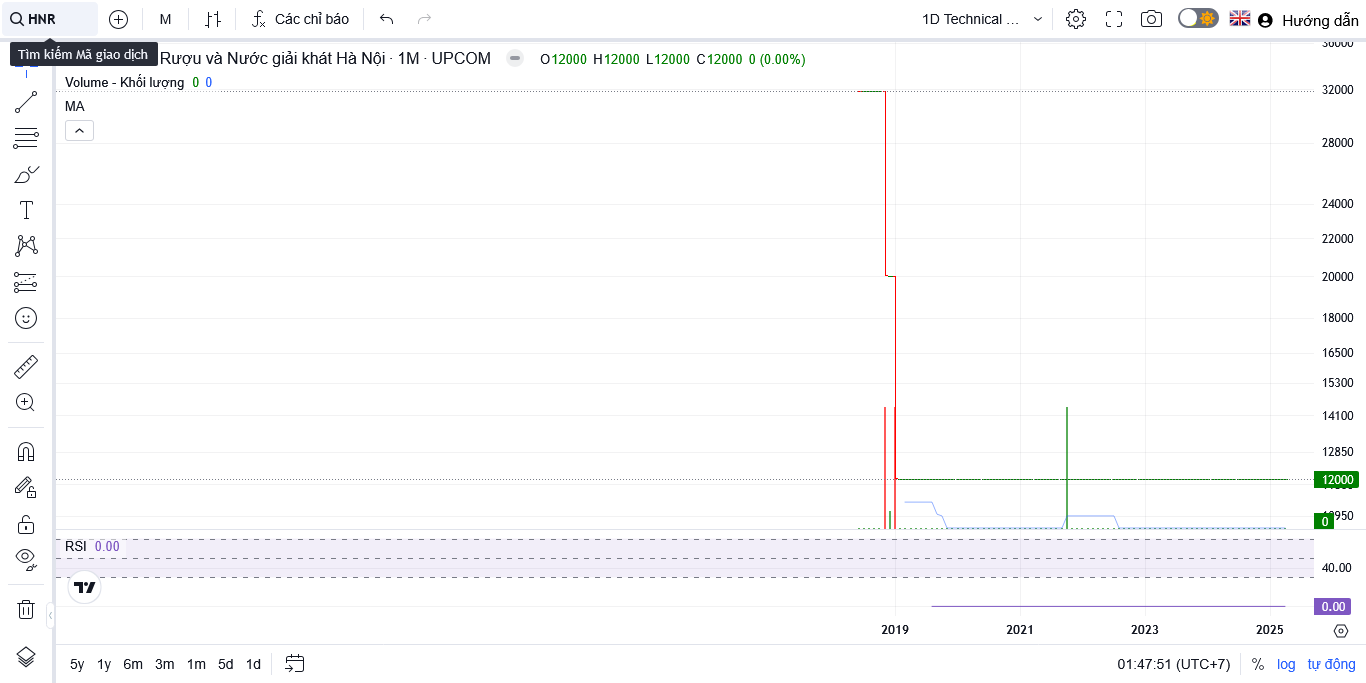 HNR
M
Các chỉ báo
1D Technical ...
Hướng dẫn
Tìm kiếm Mã giao dịch
Rượu và Nước giải khát Hà Nội · 1M · UPCOM
O12000 H12000 L12000 C12000 0 (0.00%)
Volume - Khối lượng 0 0
MA
36000
32000
28000
24000
22000
20000
18000
16500
15300
14100
12850
12000
0
RSI 0.00
40.00
0.00
2019 2021 2023 2025
5y 1y 6m 3m 1m 5d 1d
01:47:51 (UTC+7) % log tự động